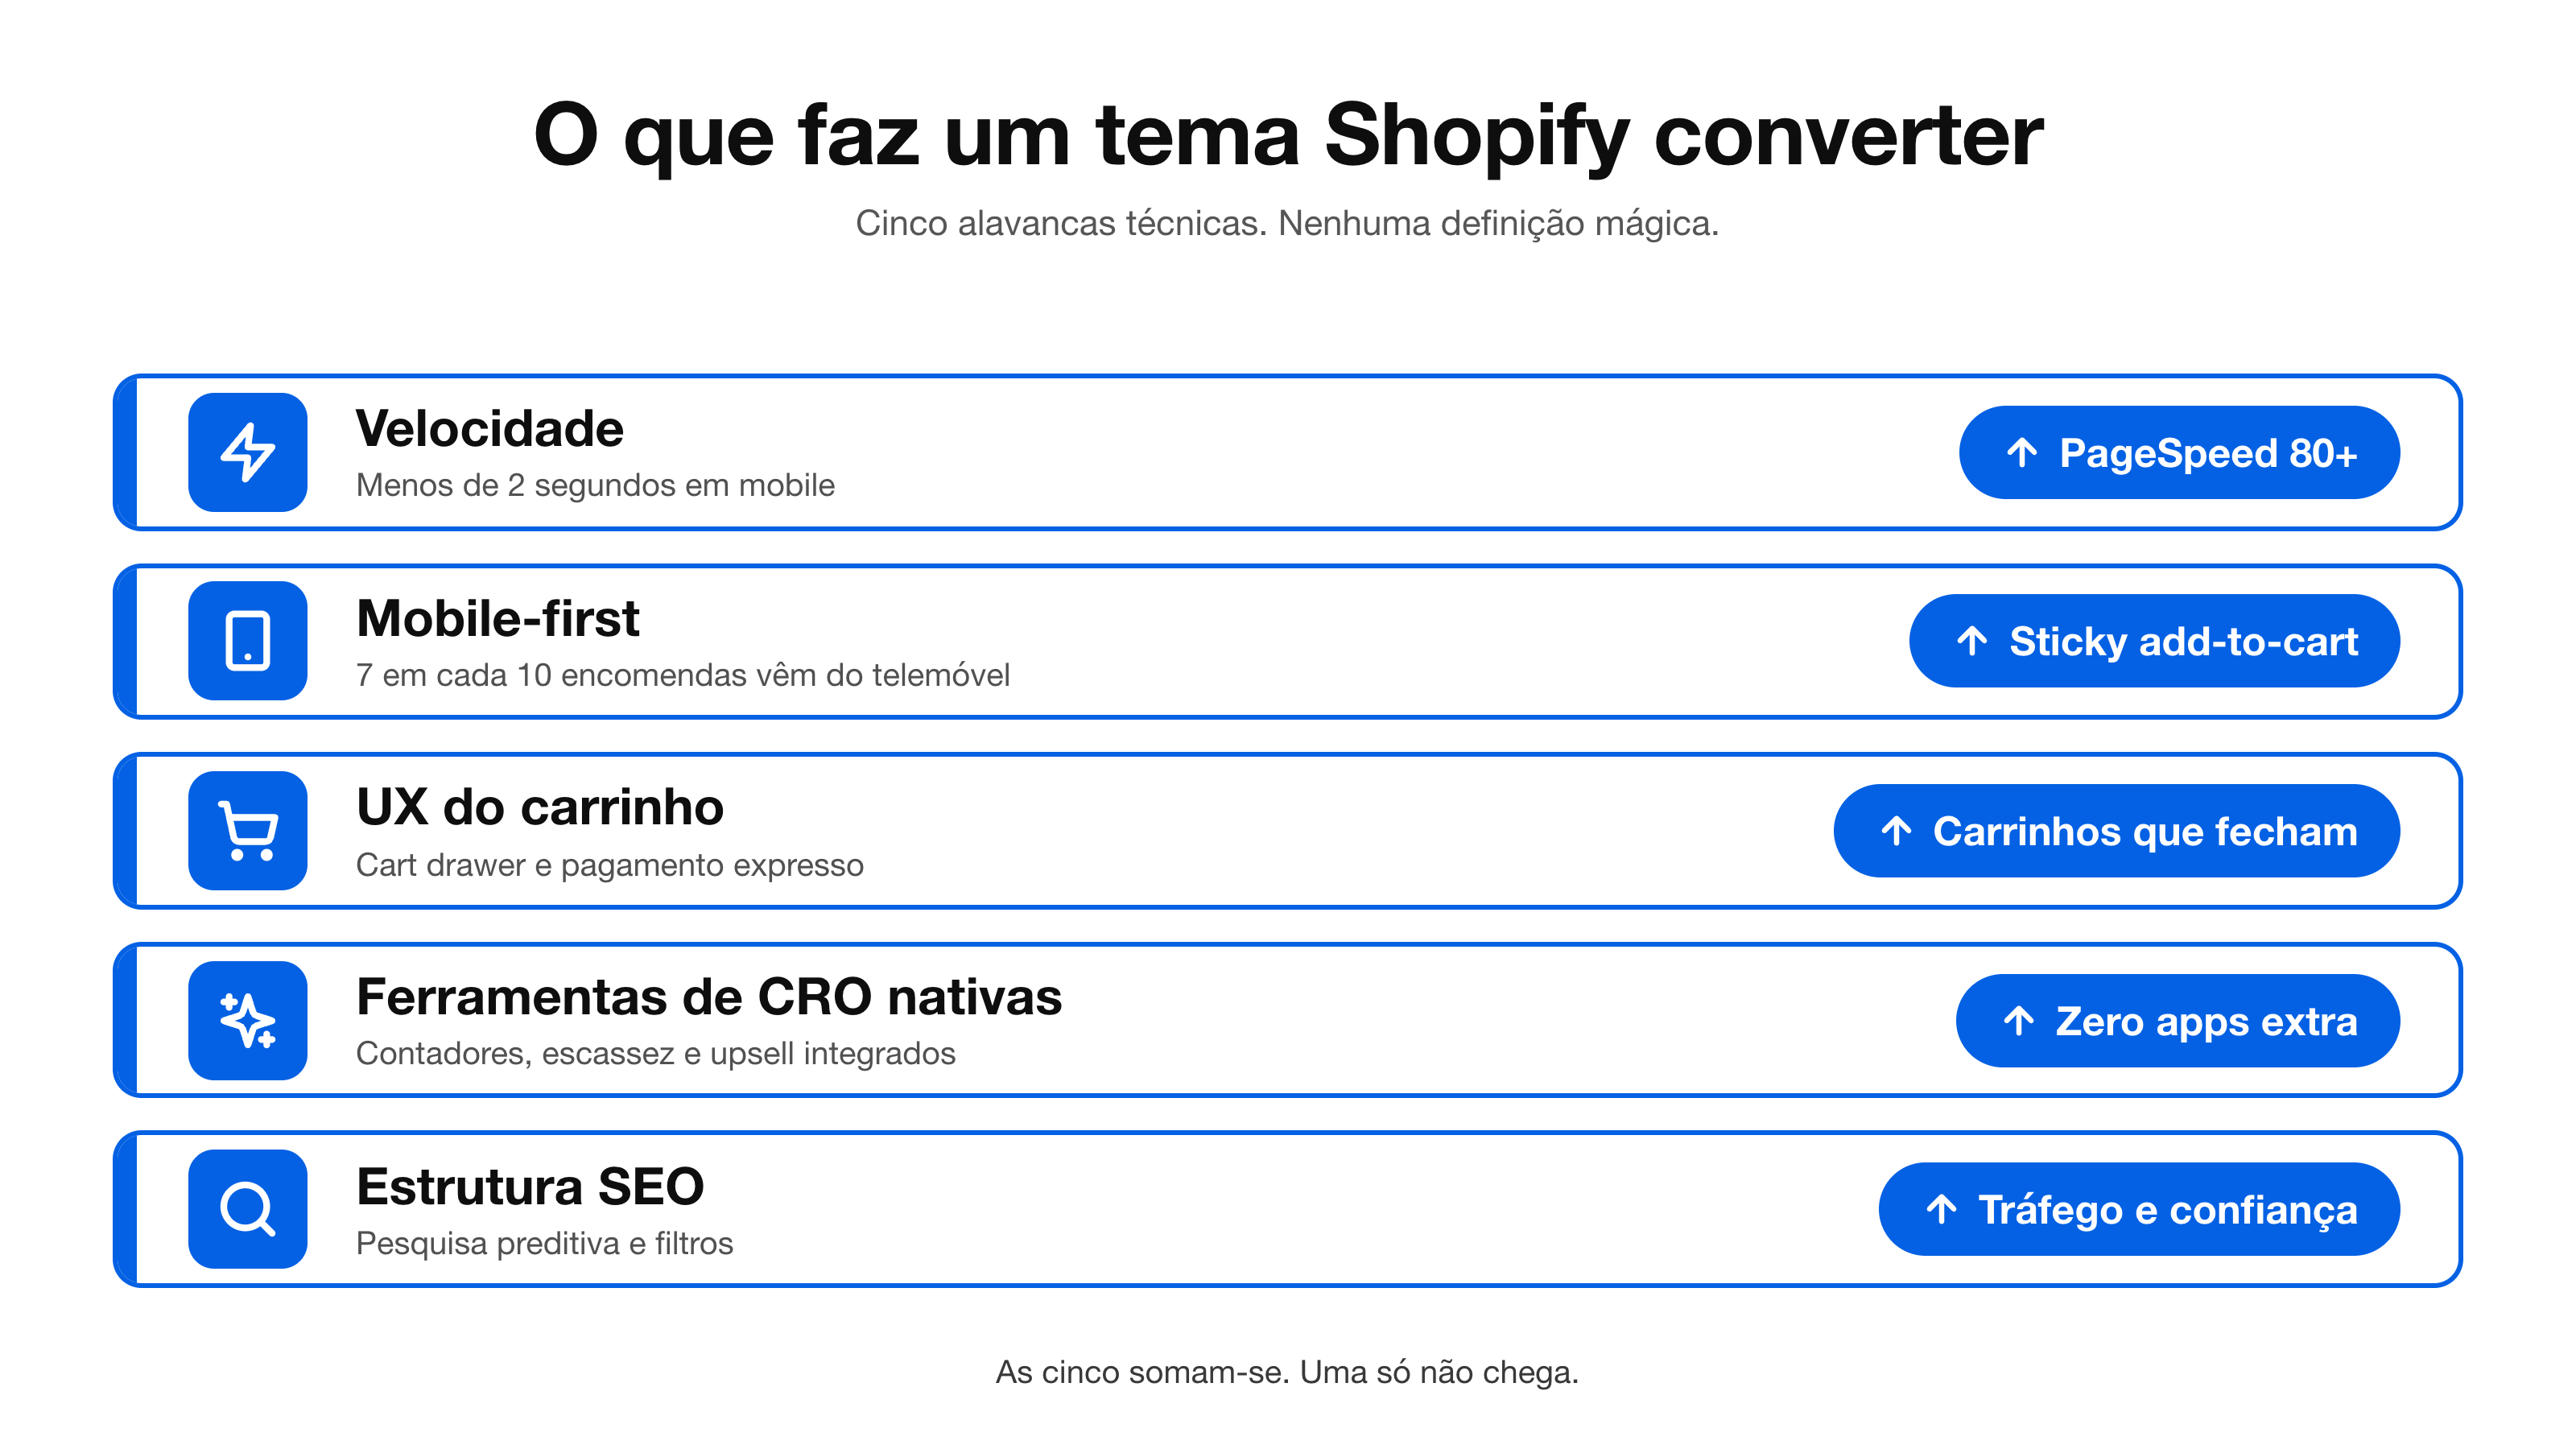 O que faz um tema Shopify converter
Cinco alavancas técnicas. Nenhuma definição mágica.
Velocidade
Menos de 2 segundos em mobile
↑ PageSpeed 80+
Mobile-first
7 em cada 10 encomendas vêm do telemóvel
↑ Sticky add-to-cart
UX do carrinho
Cart drawer e pagamento expresso
↑ Carrinhos que fecham
Ferramentas de CRO nativas
Contadores, escassez e upsell integrados
↑ Zero apps extra
Estrutura SEO
Pesquisa preditiva e filtros
↑ Tráfego e confiança
As cinco somam-se. Uma só não chega.